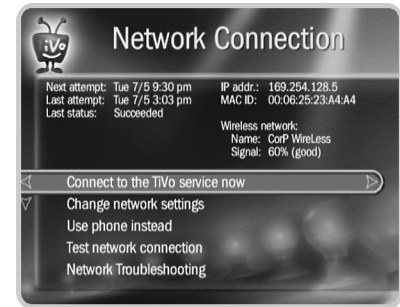 TiVo
Network Connection
Next attempt: Tue 7/5 9:30 pm
Last attempt: Tue 7/5 3:03 pm
Last status: Succeeded
IP addr.: 169.254.128.5
MAC ID: 00:06:25:23:A4:A4
Wireless network:
Name: CorP WireLess
Signal: 60% (good)
Connect to the TiVo service now
Change network settings
Use phone instead
Test network connection
Network Troubleshooting